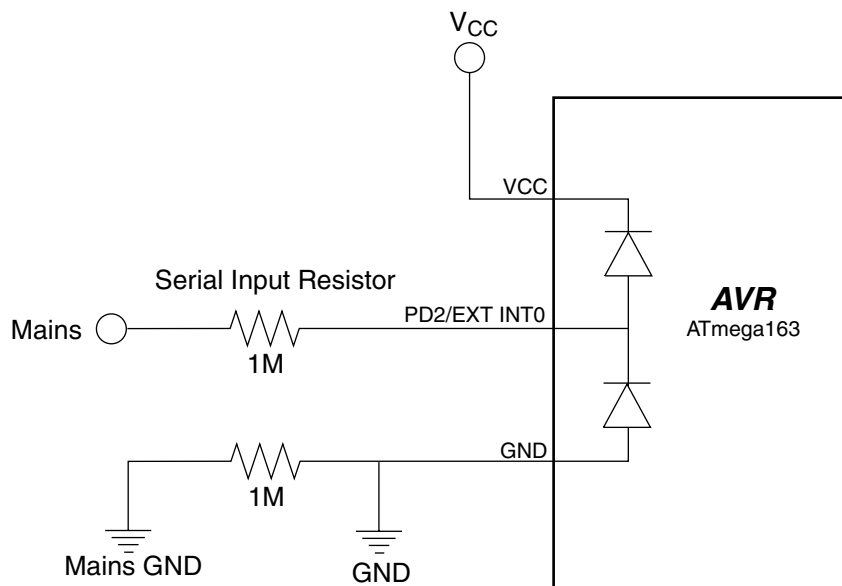 VCC
VCC
Serial Input Resistor
AVR
ATmega163
Mains
PD2/EXT INT0
1M
GND
1M
Mains GND
GND